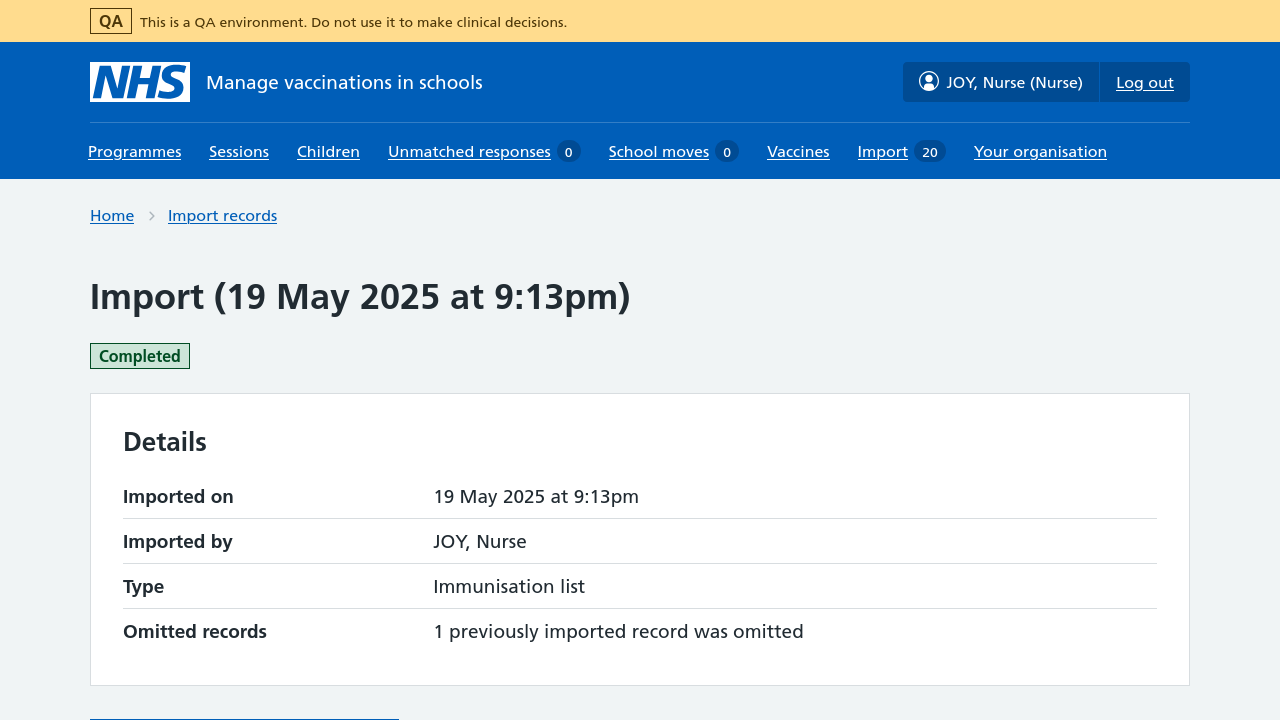 QA This is a QA environment. Do not use it to make clinical decisions.
NHS Manage vaccinations in schools JOY, Nurse (Nurse) Log out
Programmes Sessions Children Unmatched responses 0 School moves 0 Vaccines Import 20 Your organisation
Home Import records
Import (19 May 2025 at 9:13pm)
Completed
Details
Imported on 19 May 2025 at 9:13pm
Imported by JOY, Nurse
Type Immunisation list
Omitted records 1 previously imported record was omitted